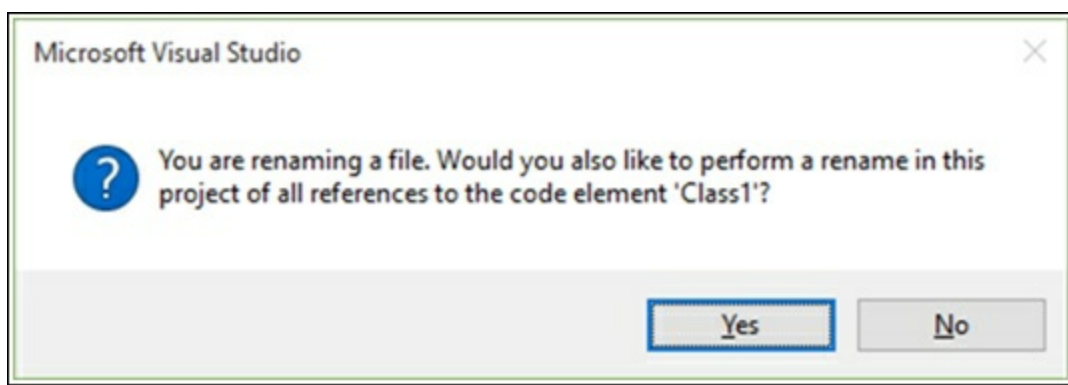 Microsoft Visual Studio
You are renaming a file. Would you also like to perform a rename in this
project of all references to the code element 'Class1'?
Yes
No